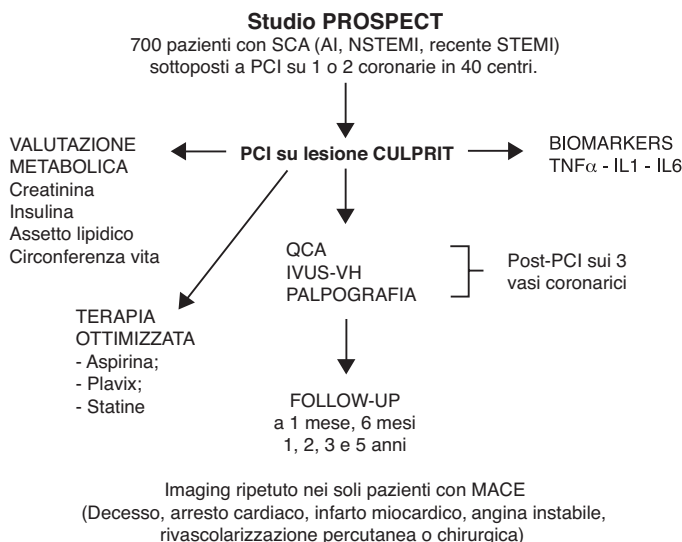 Studio PROSPECT
700 pazienti con SCA (AI, NSTEMI, recente STEMI)
sottoposti a PCI su 1 o 2 coronarie in 40 centri.
VALUTAZIONE
METABOLICA
Creatinina
Insulina
Assetto lipidico
Circonferenza vita
PCI su lesione CULPRIT
BIOMARKERS
TNFα - IL1 - IL6
QCA
IVUS-VH
PALPOGRAFIA
Post-PCI sui 3
vasi coronarici
TERAPIA
OTTIMIZZATA
- Aspirina;
- Plavix;
- Statine
FOLLOW-UP
a 1 mese, 6 mesi
1, 2, 3 e 5 anni
Imaging ripetuto nei soli pazienti con MACE
(Decesso, arresto cardiaco, infarto miocardico, angina instabile,
rivascolarizzazione percutanea o chirurgica)